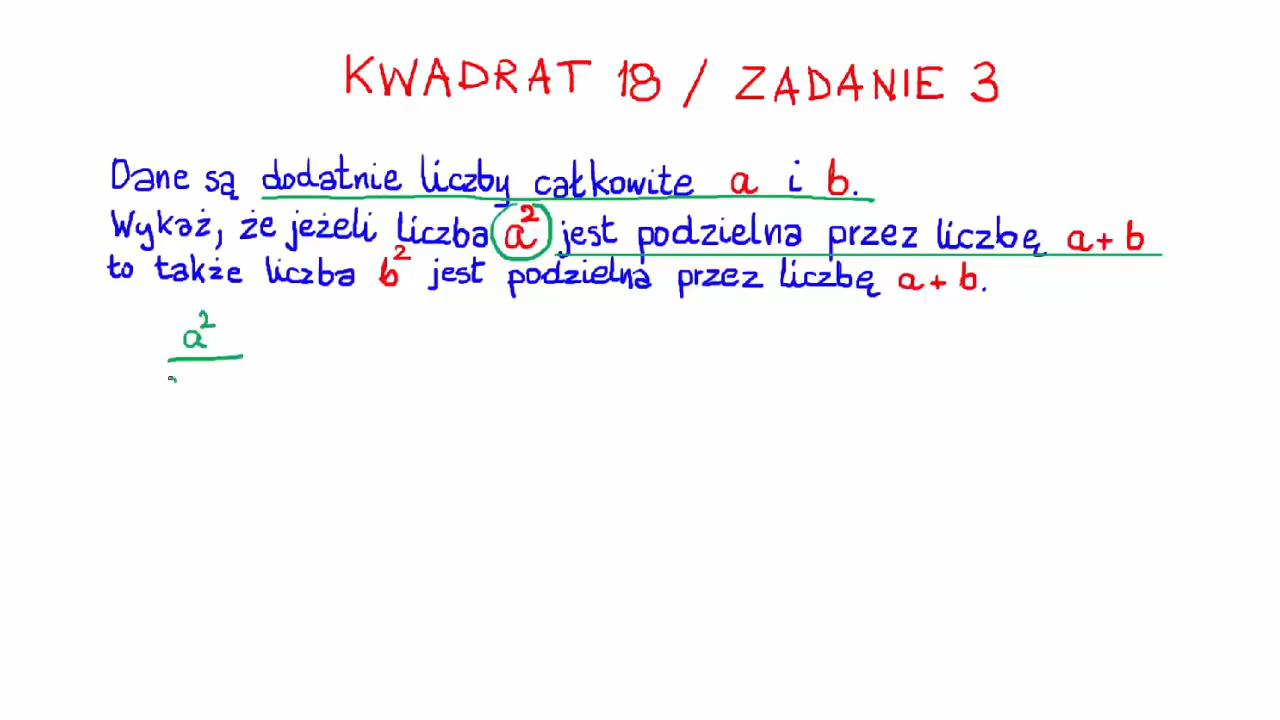 KWADRAT 18 / ZADANIE 3
Dane są dodatnie liczby całkowite a i b.
Wykaż, że jeżeli liczba a² jest podzielna przez liczbę a + b
to także liczba b² jest podzielna przez liczbę a + b.
a²